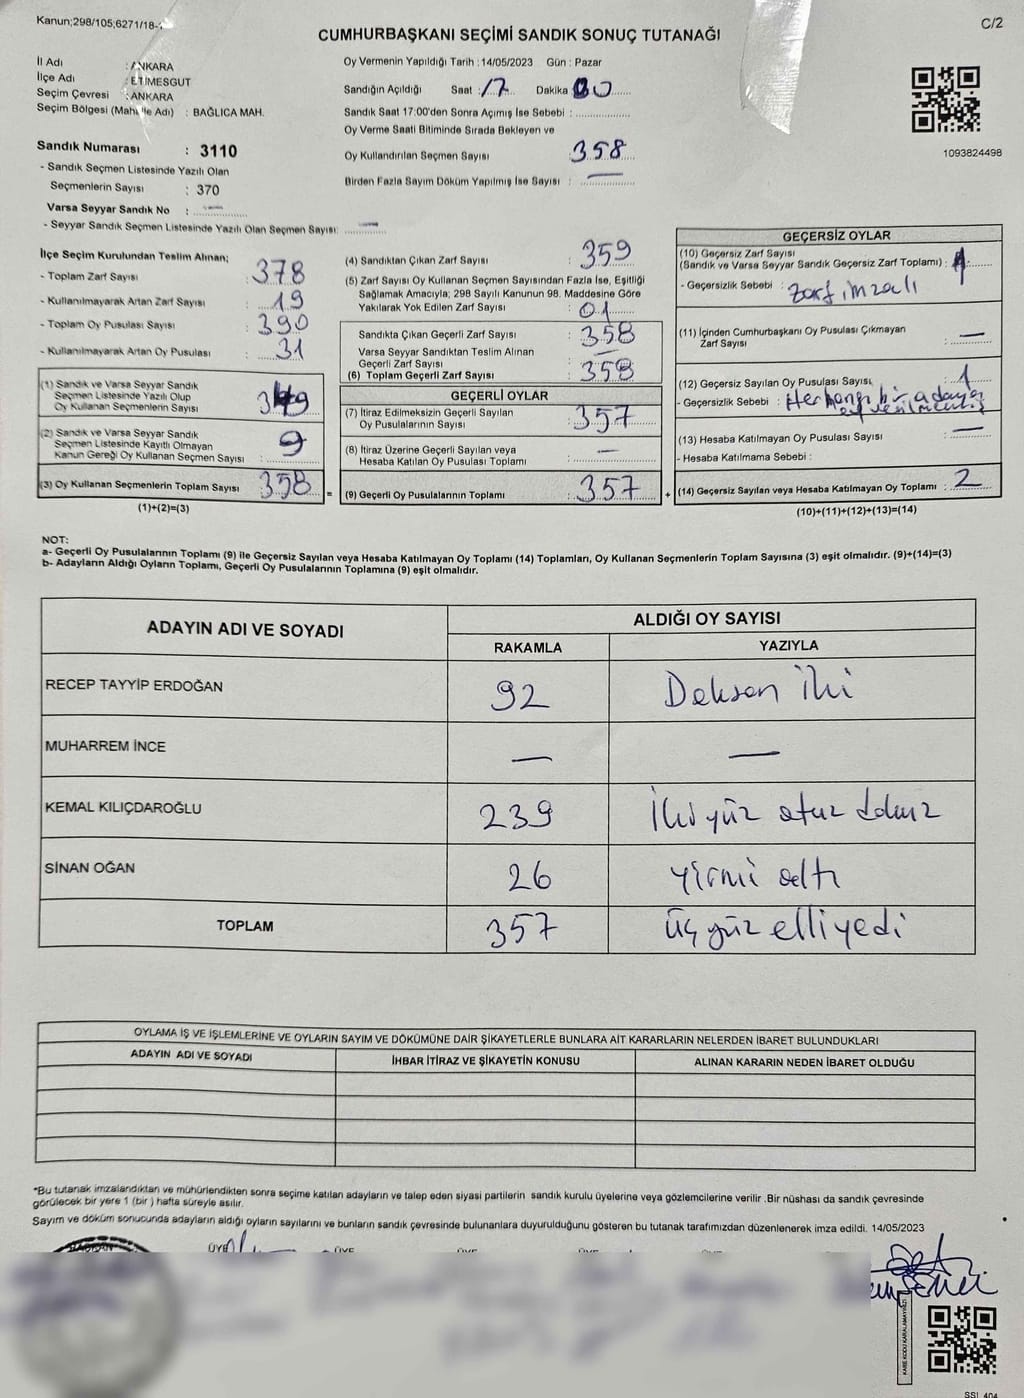 Kanun;298/105;6271/18-
C/2
CUMHURBAŞKANI SEÇİMİ SANDIK SONUÇ TUTANAĞI
İl Adı : ANKARA
İlçe Adı : ETİMESGUT
Seçim Çevresi : ANKARA
Seçim Bölgesi (Mahalle Adı) : BAĞLICA MAH.
Sandık Numarası : 3110
- Sandık Seçmen Listesinde Yazılı Olan
Seçmenlerin Sayısı : 370
Varsa Seyyar Sandık No : —
- Seyyar Sandık Seçmen Listesinde Yazılı Olan Seçmen Sayısı: —
Oy Vermenin Yapıldığı Tarih : 14/05/2023 Gün : Pazar
Sandığın Açıldığı Saat : 17 Dakika 00
Sandık Saat 17:00'den Sonra Açımış İse Sebebi :
Oy Verme Saati Bitiminde Sırada Bekleyen ve
Oy Kullandırılan Seçmen Sayısı 358
Birden Fazla Sayım Döküm Yapılmış İse Sayısı : —
1093824498
İlçe Seçim Kurulundan Teslim Alınan;
- Toplam Zarf Sayısı : 378
- Kullanılmayarak Artan Zarf Sayısı : 19
- Toplam Oy Pusulası Sayısı : 390
- Kullanılmayarak Artan Oy Pusulası : 31
(1) Sandık ve Varsa Seyyar Sandık
Seçmen Listesinde Yazılı Olup
Oy Kullanan Seçmenlerin Sayısı 349
(2) Sandık ve Varsa Seyyar Sandık
Seçmen Listesinde Kayıtlı Olmayan
Kanun Gereği Oy Kullanan Seçmen Sayısı : 9
(3) Oy Kullanan Seçmenlerin Toplam Sayısı : 358
(1)+(2)=(3)
=
(4) Sandıktan Çıkan Zarf Sayısı : 359
(5) Zarf Sayısı Oy Kullanan Seçmen Sayısından Fazla İse, Eşitliği
Sağlamak Amacıyla; 298 Sayılı Kanunun 98. Maddesine Göre
Yakılarak Yok Edilen Zarf Sayısı : 01
Sandıkta Çıkan Geçerli Zarf Sayısı : 358
Varsa Seyyar Sandıktan Teslim Alınan
Geçerli Zarf Sayısı : —
(6) Toplam Geçerli Zarf Sayısı : 358
GEÇERLİ OYLAR
(7) İtiraz Edilmeksizin Geçerli Sayılan
Oy Pusulalarının Sayısı : 357
(8) İtiraz Üzerine Geçerli Sayılan veya
Hesaba Katılan Oy Pusulası Toplamı : —
(9) Geçerli Oy Pusulalarının Toplamı : 357
+
GEÇERSİZ OYLAR
(10) Geçersiz Zarf Sayısı
(Sandık ve Varsa Seyyar Sandık Geçersiz Zarf Toplamı) : 1
- Geçersizlik Sebebi : Zarf imzalı
(11) İçinden Cumhurbaşkanı Oy Pusulası Çıkmayan
Zarf Sayısı : —
(12) Geçersiz Sayılan Oy Pusulası Sayısı : 1
- Geçersizlik Sebebi : Herhangi bir adaya
oy verilmemiş
(13) Hesaba Katılmayan Oy Pusulası Sayısı : —
- Hesaba Katılmama Sebebi :
(14) Geçersiz Sayılan veya Hesaba Katılmayan Oy Toplamı : 2
(10)+(11)+(12)+(13)=(14)
NOT:
a- Geçerli Oy Pusulalarının Toplamı (9) ile Geçersiz Sayılan veya Hesaba Katılmayan Oy Toplamı (14) Toplamları, Oy Kullanan Seçmenlerin Toplam Sayısına (3) eşit olmalıdır. (9)+(14)=(3)
b- Adayların Aldığı Oyların Toplamı, Geçerli Oy Pusulalarının Toplamına (9) eşit olmalıdır.
ADAYIN ADI VE SOYADI
ALDIĞI OY SAYISI
RAKAMLA YAZIYLA
RECEP TAYYİP ERDOĞAN 92 Doksan iki
MUHARREM İNCE — —
KEMAL KILIÇDAROĞLU 239 İki yüz otuz dokuz
SİNAN OĞAN 26 yirmi altı
TOPLAM 357 üçyüz elliyedi
OYLAMA İŞ VE İŞLEMLERİNE VE OYLARIN SAYIM VE DÖKÜMÜNE DAİR ŞİKAYETLERLE BUNLARA AİT KARARLARIN NELERDEN İBARET BULUNDUKLARI
ADAYIN ADI VE SOYADI İHBAR İTİRAZ VE ŞİKAYETİN KONUSU ALINAN KARARIN NEDEN İBARET OLDUĞU
*Bu tutanak imzalandıktan ve mühürlendikten sonra seçime katılan adayların ve talep eden siyasi partilerin sandık kurulu üyelerine veya gözlemcilerine verilir .Bir nüshası da sandık çevresinde
görülecek bir yere 1 (bir ) hafta süreyle asılır.
Sayım ve döküm sonucunda adayların aldığı oyların sayılarını ve bunların sandık çevresinde bulunanlara duyurulduğunu gösteren bu tutanak tarafımızdan düzenlenerek imza edildi. 14/05/2023
ÜYE ÜYE ÜYE ÜYE ÜYE
KARE KODU KARALAMAYINIZ!
SSL 404